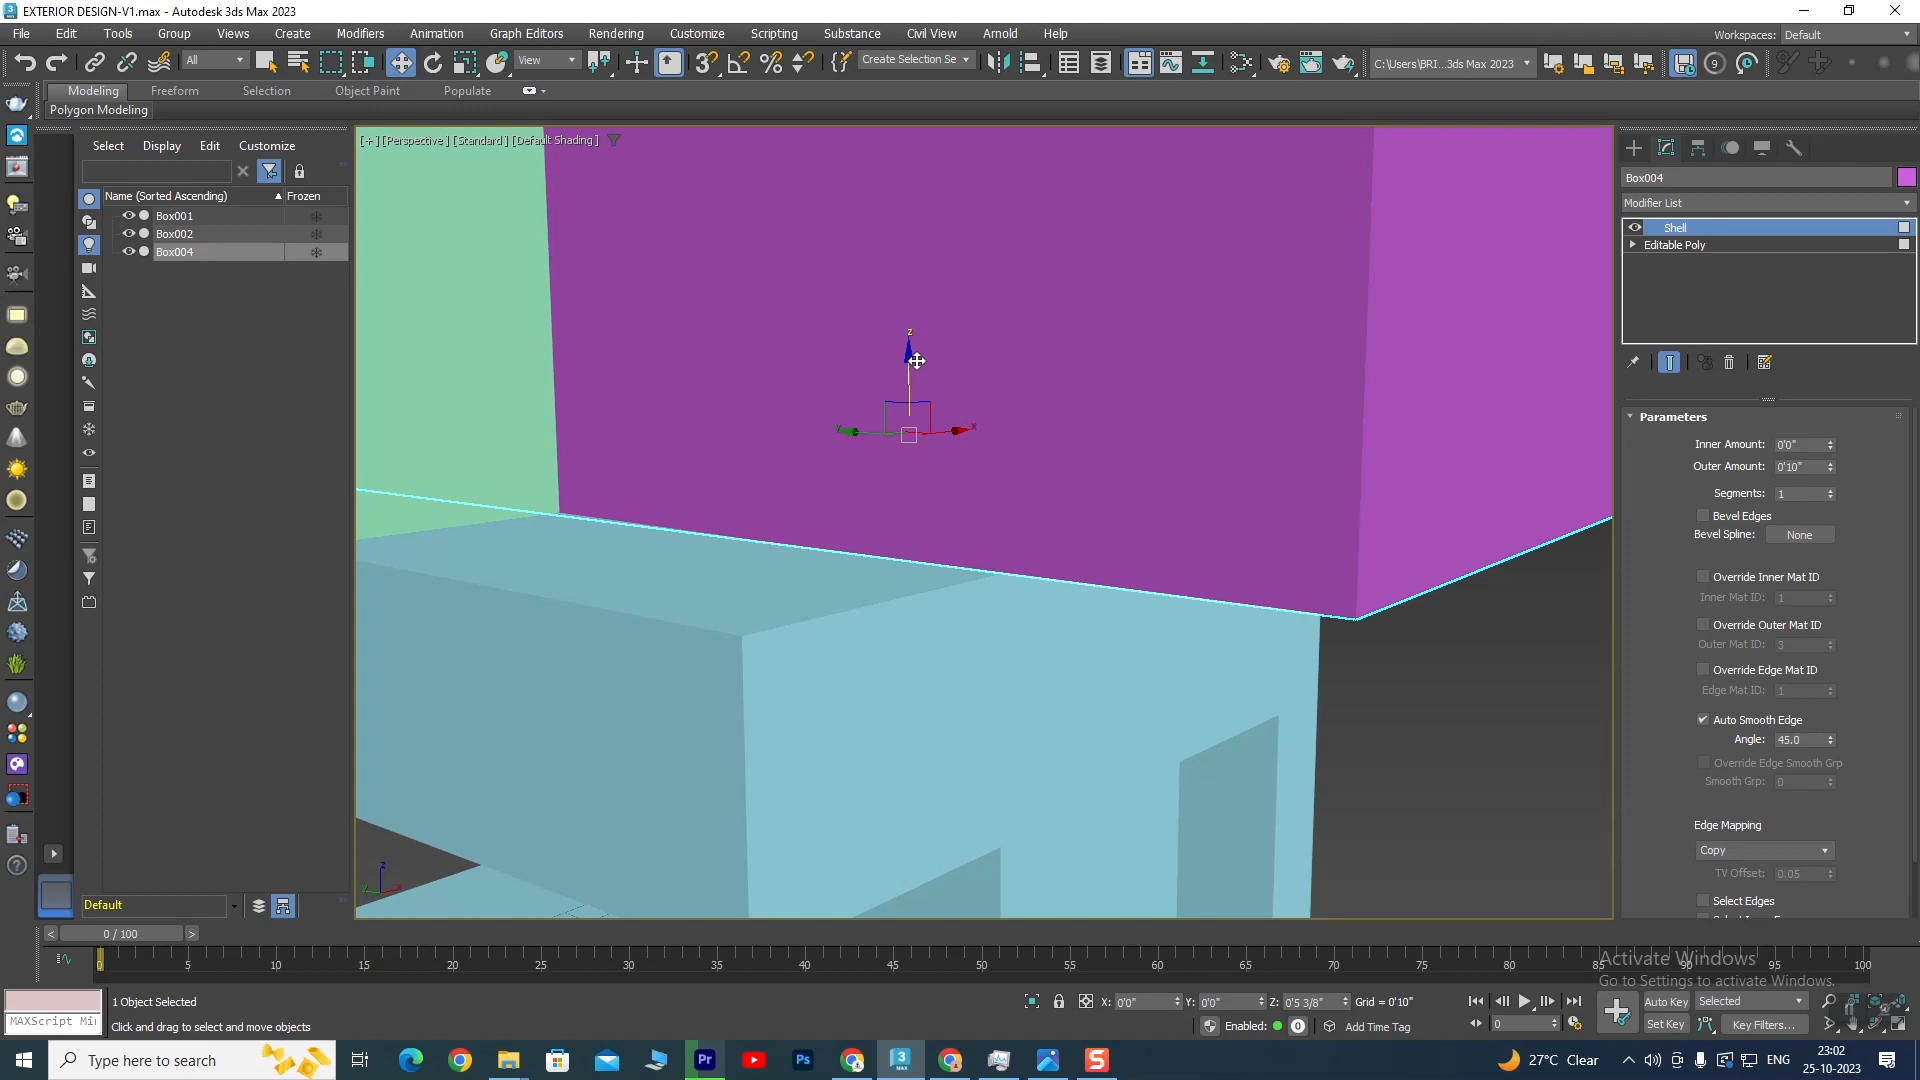 EXTERIOR DESIGN-V1.max - Autodesk 3ds Max 2023
File Edit Tools Group Views Create Modifiers Animation Graph Editors Rendering Customize Scripting Substance Civil View Arnold Help
Workspaces: Default
All View Create Selection Se C:\Users\BRI...3ds Max 2023
Modeling Freeform Selection Object Paint Populate
Polygon Modeling
Select Display Edit Customize
[+] [Perspective] [Standard] [Default Shading]
Name (Sorted Ascending) Frozen
Box001
Box002
Box004
z
y x
z
y x
Box004
Modifier List
Shell
Editable Poly
Parameters
Inner Amount: 0'0"
Outer Amount: 0'10"
Segments: 1
Bevel Edges
Bevel Spline: None
Override Inner Mat ID
Inner Mat ID: 1
Override Outer Mat ID
Outer Mat ID: 3
Override Edge Mat ID
Edge Mat ID: 1
Auto Smooth Edge
Angle: 45.0
Override Edge Smooth Grp
Smooth Grp: 0
Edge Mapping
Copy
TV Offset: 0.05
Select Edges
Default
< 0 / 100 >
0 5 10 15 20 25 30 35 40 45 50 55 60 65 70 75 80 85 90 95 100
Activate Windows
Go to Settings to activate Windows.
1 Object Selected
X: 0'0" Y: 0'0" Z: 0'5 3/8" Grid = 0'10"
Auto Key Selected
MAXScript Mi
Click and drag to select and move objects
Enabled: 0 Add Time Tag
0
Set Key Key Filters...
Type here to search
27°C Clear
ENG
23:02
25-10-2023